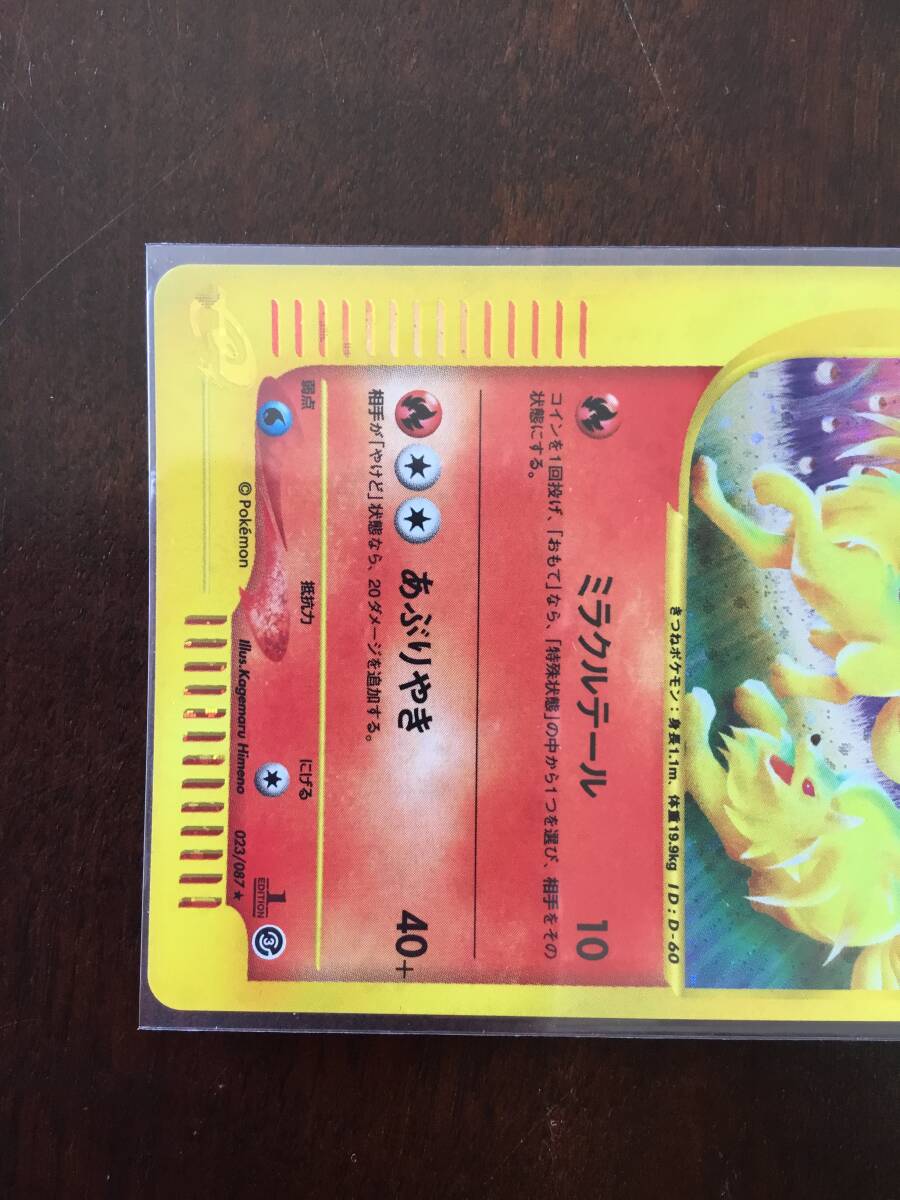 きつねポケモン:身長1.1m、体重19.9kg ID:D-60
ミラクルテール 10
コインを1回投げ、「おもて」なら、「特殊状態」の中から1つを選び、相手をその
状態にする。
あぶりやき 40+
相手が「やけど」状態なら、20ダメージを追加する。
弱点 抵抗力 にげる
Illus.Kagemaru Himeno 023/087★
1
EDITION
3
©Pokémon